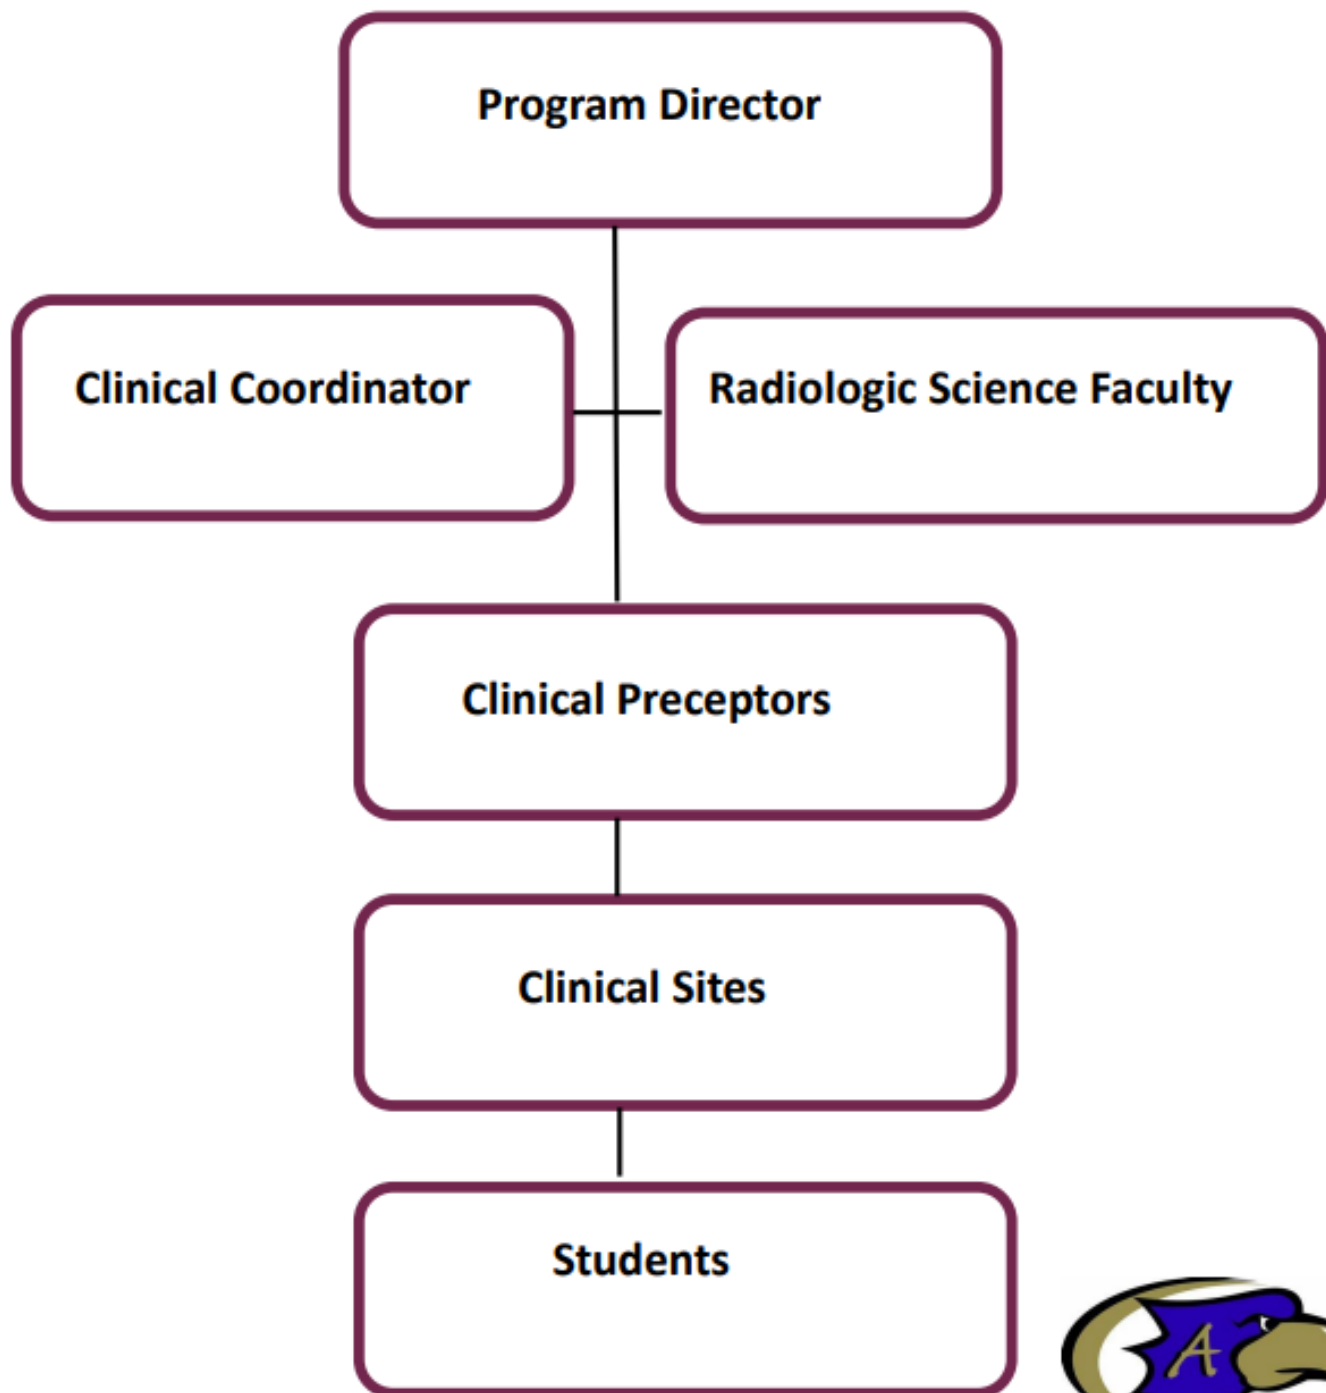 Program Director
Clinical Coordinator
Radiologic Science Faculty
Clinical Preceptors
Clinical Sites
Students
A